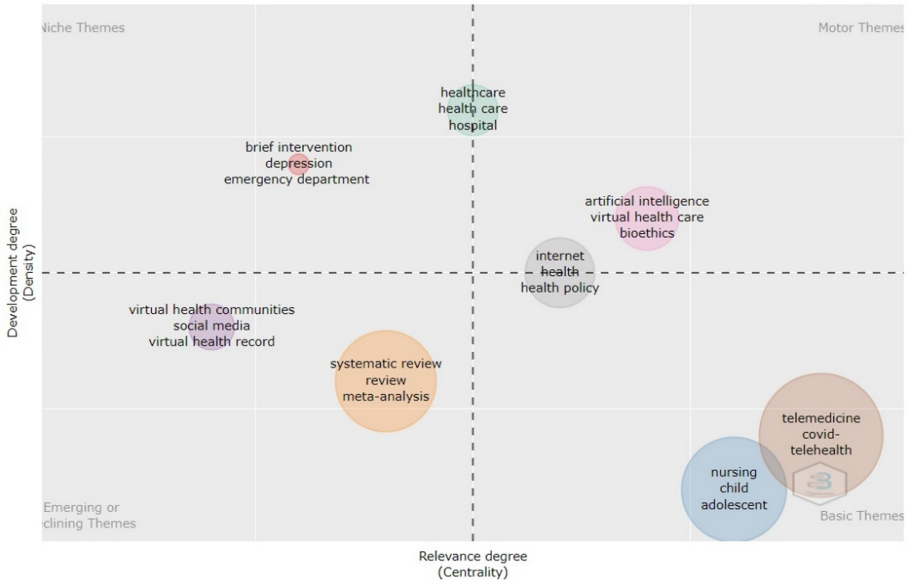 Niche Themes
Motor Themes
healthcare
health care
hospital
brief intervention
depression
emergency department
artificial intelligence
virtual health care
bioethics
internet
health
health policy
virtual health communities
social media
virtual health record
systematic review
review
meta-analysis
telemedicine
covid-
telehealth
nursing
child
adolescent
Emerging or
clining Themes
Basic Themes
Development degree
(Density)
Relevance degree
(Centrality)